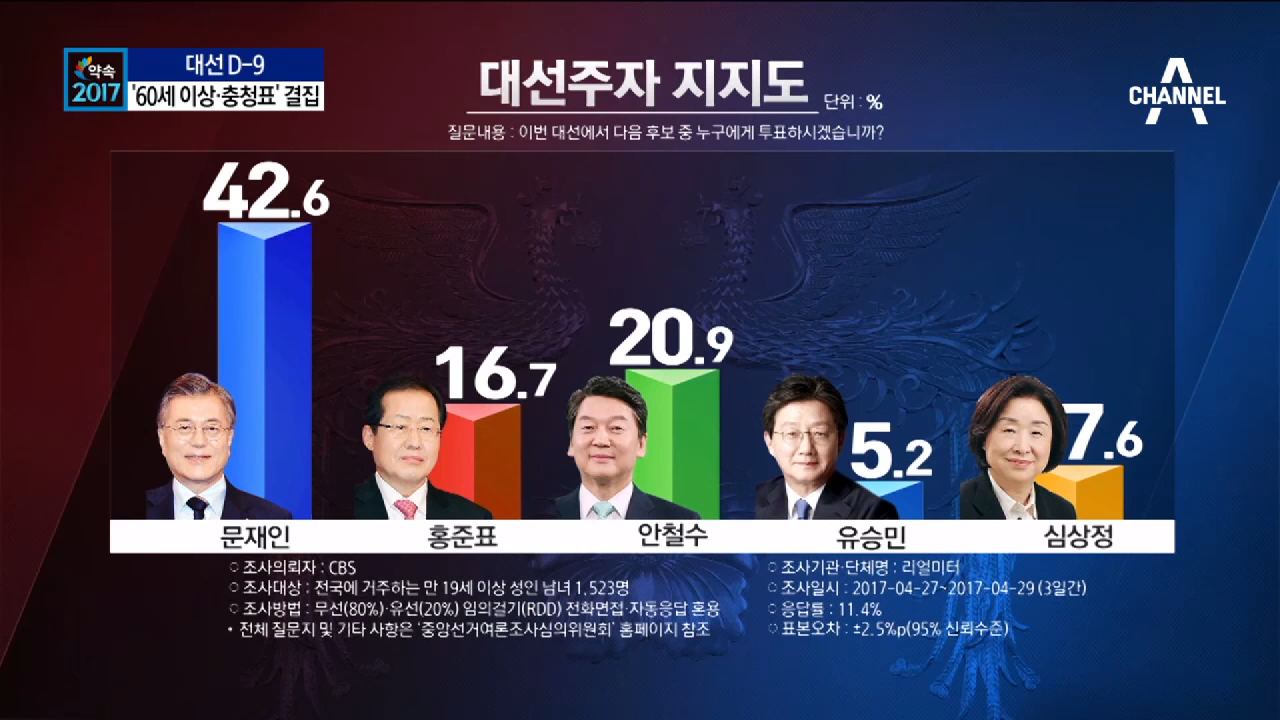 약속
2017
대선 D-9
'60세 이상·충청표' 결집
대선주자 지지도
단위 : %
CHANNEL A
질문내용 : 이번 대선에서 다음 후보 중 누구에게 투표하시겠습니까?
42.6
16.7
20.9
5.2
7.6
문재인
홍준표
안철수
유승민
심상정
○ 조사의뢰자 : CBS
○ 조사대상 : 전국에 거주하는 만 19세 이상 성인 남녀 1,523명
○ 조사방법 : 무선(80%)·유선(20%) 임의걸기(RDD) 전화면접·자동응답 혼용
• 전체 질문지 및 기타 사항은 '중앙선거여론조사심의위원회' 홈페이지 참조
○ 조사기관·단체명 : 리얼미터
○ 조사일시 : 2017-04-27~2017-04-29 (3일간)
○ 응답률 : 11.4%
○ 표본오차 : ±2.5%p(95% 신뢰수준)